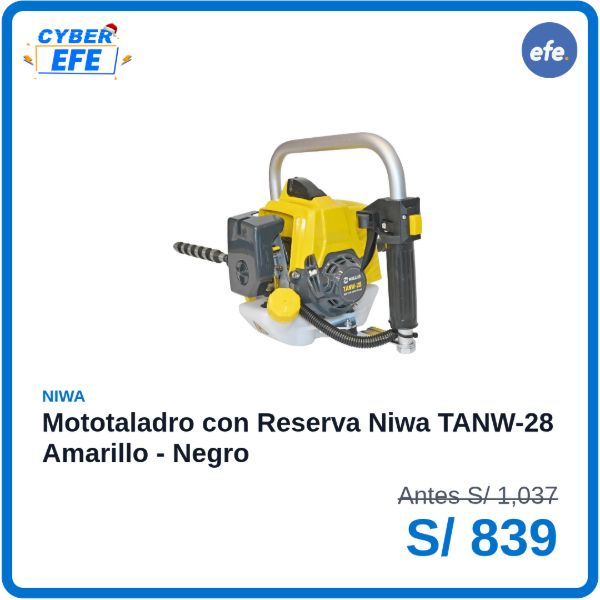 CYBER
EFE
efe.
NIWA
TANW-28
NIWA
Mototaladro con Reserva Niwa TANW-28
Amarillo - Negro
Antes S/ 1,037
S/ 839